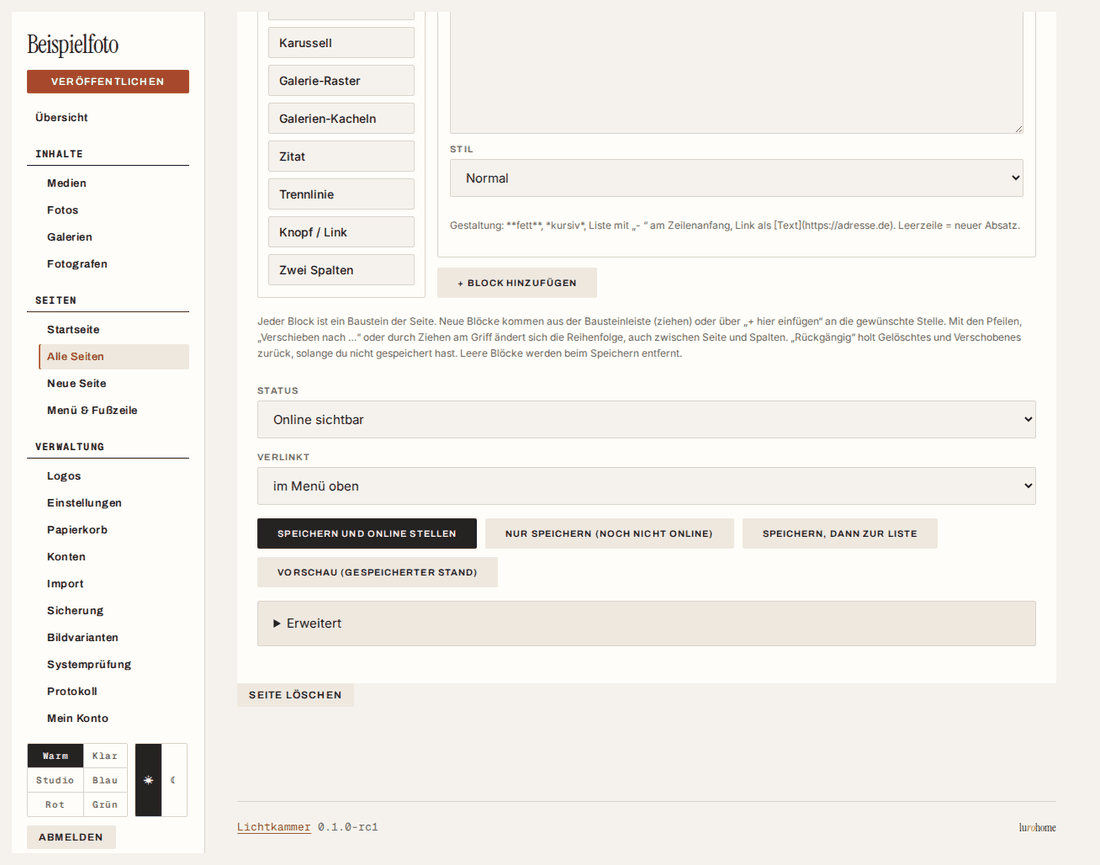 Beispielfoto
VERÖFFENTLICHEN
Übersicht
INHALTE
Medien
Fotos
Galerien
Fotografen
SEITEN
Startseite
Alle Seiten
Neue Seite
Menü & Fußzeile
VERWALTUNG
Logos
Einstellungen
Papierkorb
Konten
Import
Sicherung
Bildvarianten
Systemprüfung
Protokoll
Mein Konto
Warm Klar
Studio Blau
Rot Grün
ABMELDEN
Karussell
Galerie-Raster
Galerien-Kacheln
Zitat
Trennlinie
Knopf / Link
Zwei Spalten
STIL
Normal
Gestaltung: **fett**, *kursiv*, Liste mit „- “ am Zeilenanfang, Link als [Text](https://adresse.de). Leerzeile = neuer Absatz.
+ BLOCK HINZUFÜGEN
Jeder Block ist ein Baustein der Seite. Neue Blöcke kommen aus der Bausteinleiste (ziehen) oder über „+ hier einfügen“ an die gewünschte Stelle. Mit den Pfeilen,
„Verschieben nach …“ oder durch Ziehen am Griff ändert sich die Reihenfolge, auch zwischen Seite und Spalten. „Rückgängig“ holt Gelöschtes und Verschobenes
zurück, solange du nicht gespeichert hast. Leere Blöcke werden beim Speichern entfernt.
STATUS
Online sichtbar
VERLINKT
im Menü oben
SPEICHERN UND ONLINE STELLEN
NUR SPEICHERN (NOCH NICHT ONLINE)
SPEICHERN, DANN ZUR LISTE
VORSCHAU (GESPEICHERTER STAND)
Erweitert
SEITE LÖSCHEN
Lichtkammer 0.1.0-rc1
lurohome